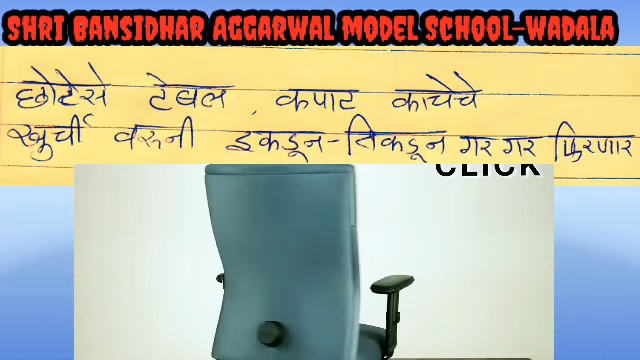 SHRI BANSIDHAR AGGARWAL MODEL SCHOOL-WADALA
छोटेसे टेबल, कपाट काचेचे
खुर्ची वरूनी इकडून-तिकडून गर गर फिरणार
CLICK